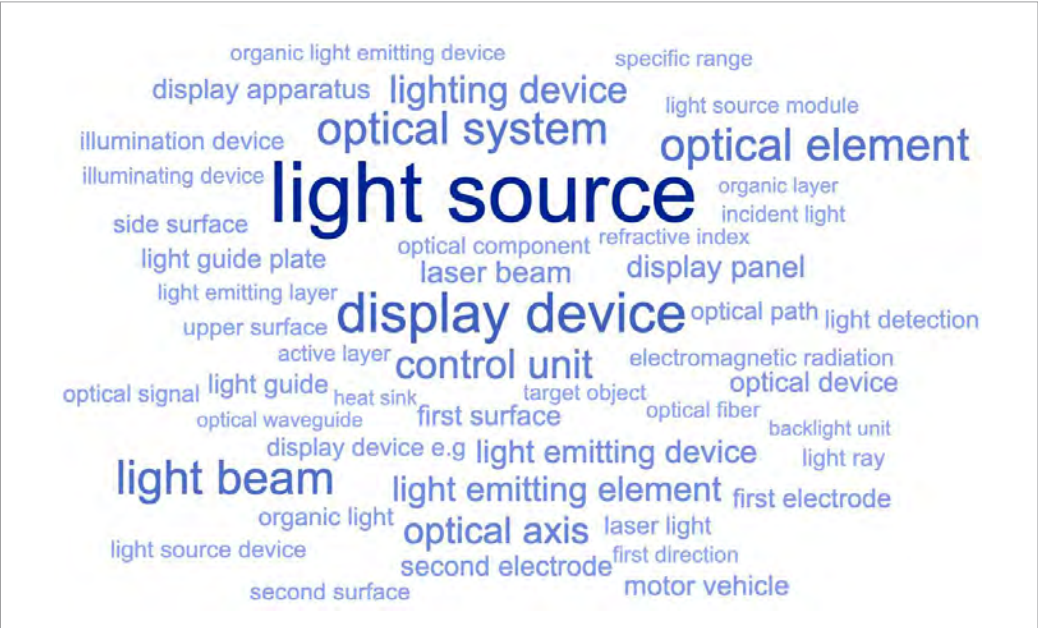 organic light emitting device
specific range
display apparatus
lighting device
light source module
illumination device
optical system
optical element
illuminating device
light source
organic layer
incident light
side surface
optical component
refractive index
light guide plate
laser beam
display panel
light emitting layer
display device
optical path
light detection
upper surface
active layer
control unit
electromagnetic radiation
optical signal
light guide
heat sink
target object
optical device
optical waveguide
first surface
optical fiber
backlight unit
display device e.g
light emitting device
light ray
light beam
light emitting element
first electrode
organic light
optical axis
laser light
light source device
second electrode
first direction
second surface
motor vehicle